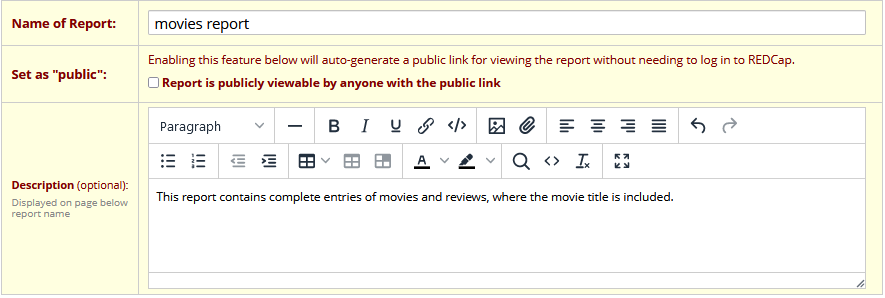 Name of Report:
movies report
Set as "public":
Enabling this feature below will auto-generate a public link for viewing the report without needing to log in to REDCap.
Report is publicly viewable by anyone with the public link
Description (optional):
Displayed on page below
report name
Paragraph
This report contains complete entries of movies and reviews, where the movie title is included.